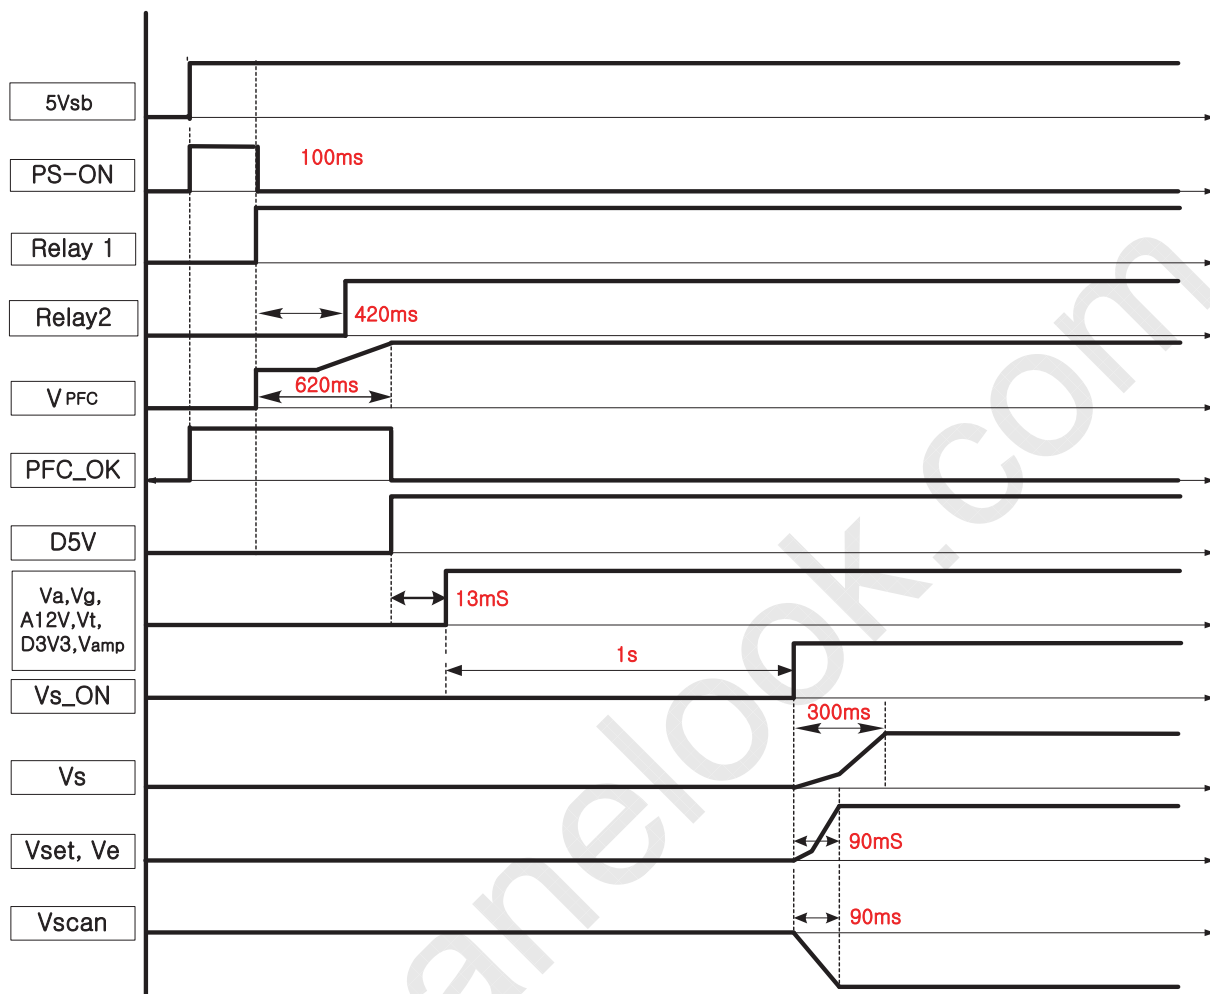 5Vsb
PS-ON
100ms
Relay 1
Relay2
420ms
VPFC
620ms
PFC_OK
D5V
Va,Vg,
A12V,Vt,
D3V3,Vamp
13mS
1s
Vs_ON
300ms
Vs
Vset, Ve
90mS
Vscan
90ms
anelook.com